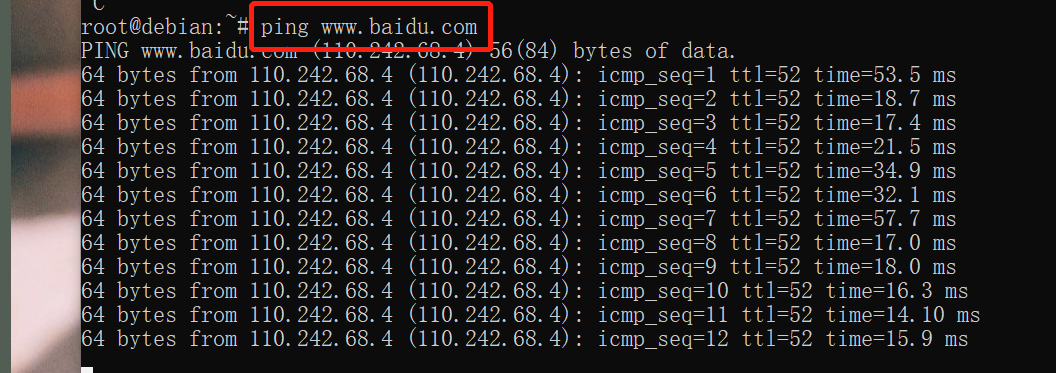 C
root@debian:~# ping www.baidu.com
PING www.baidu.com (110.242.68.4) 56(84) bytes of data.
64 bytes from 110.242.68.4 (110.242.68.4): icmp_seq=1 ttl=52 time=53.5 ms
64 bytes from 110.242.68.4 (110.242.68.4): icmp_seq=2 ttl=52 time=18.7 ms
64 bytes from 110.242.68.4 (110.242.68.4): icmp_seq=3 ttl=52 time=17.4 ms
64 bytes from 110.242.68.4 (110.242.68.4): icmp_seq=4 ttl=52 time=21.5 ms
64 bytes from 110.242.68.4 (110.242.68.4): icmp_seq=5 ttl=52 time=34.9 ms
64 bytes from 110.242.68.4 (110.242.68.4): icmp_seq=6 ttl=52 time=32.1 ms
64 bytes from 110.242.68.4 (110.242.68.4): icmp_seq=7 ttl=52 time=57.7 ms
64 bytes from 110.242.68.4 (110.242.68.4): icmp_seq=8 ttl=52 time=17.0 ms
64 bytes from 110.242.68.4 (110.242.68.4): icmp_seq=9 ttl=52 time=18.0 ms
64 bytes from 110.242.68.4 (110.242.68.4): icmp_seq=10 ttl=52 time=16.3 ms
64 bytes from 110.242.68.4 (110.242.68.4): icmp_seq=11 ttl=52 time=14.10 ms
64 bytes from 110.242.68.4 (110.242.68.4): icmp_seq=12 ttl=52 time=15.9 ms